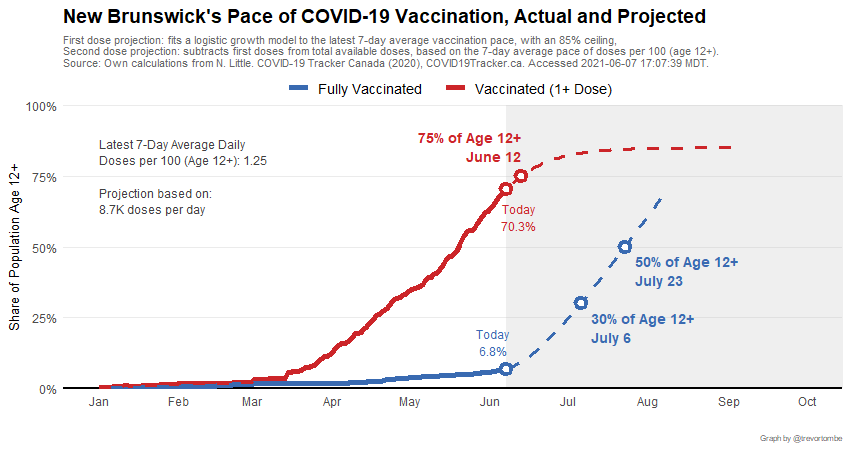 New Brunswick's Pace of COVID-19 Vaccination, Actual and Projected
First dose projection: fits a logistic growth model to the latest 7-day average vaccination pace, with an 85% ceiling,
Second dose projection: subtracts first doses from total available doses, based on the 7-day average pace of doses per 100 (age 12+).
Source: Own calculations from N. Little. COVID-19 Tracker Canada (2020), COVID19Tracker.ca. Accessed 2021-06-07 17:07:39 MDT.
Fully Vaccinated
Vaccinated (1+ Dose)
Share of Population Age 12+
100%
75%
50%
25%
0%
Latest 7-Day Average Daily
Doses per 100 (Age 12+): 1.25
Projection based on:
8.7K doses per day
75% of Age 12+
June 12
Today
70.3%
50% of Age 12+
July 23
30% of Age 12+
July 6
Today
6.8%
Jan
Feb
Mar
Apr
May
Jun
Jul
Aug
Sep
Oct
Graph by @trevortombe